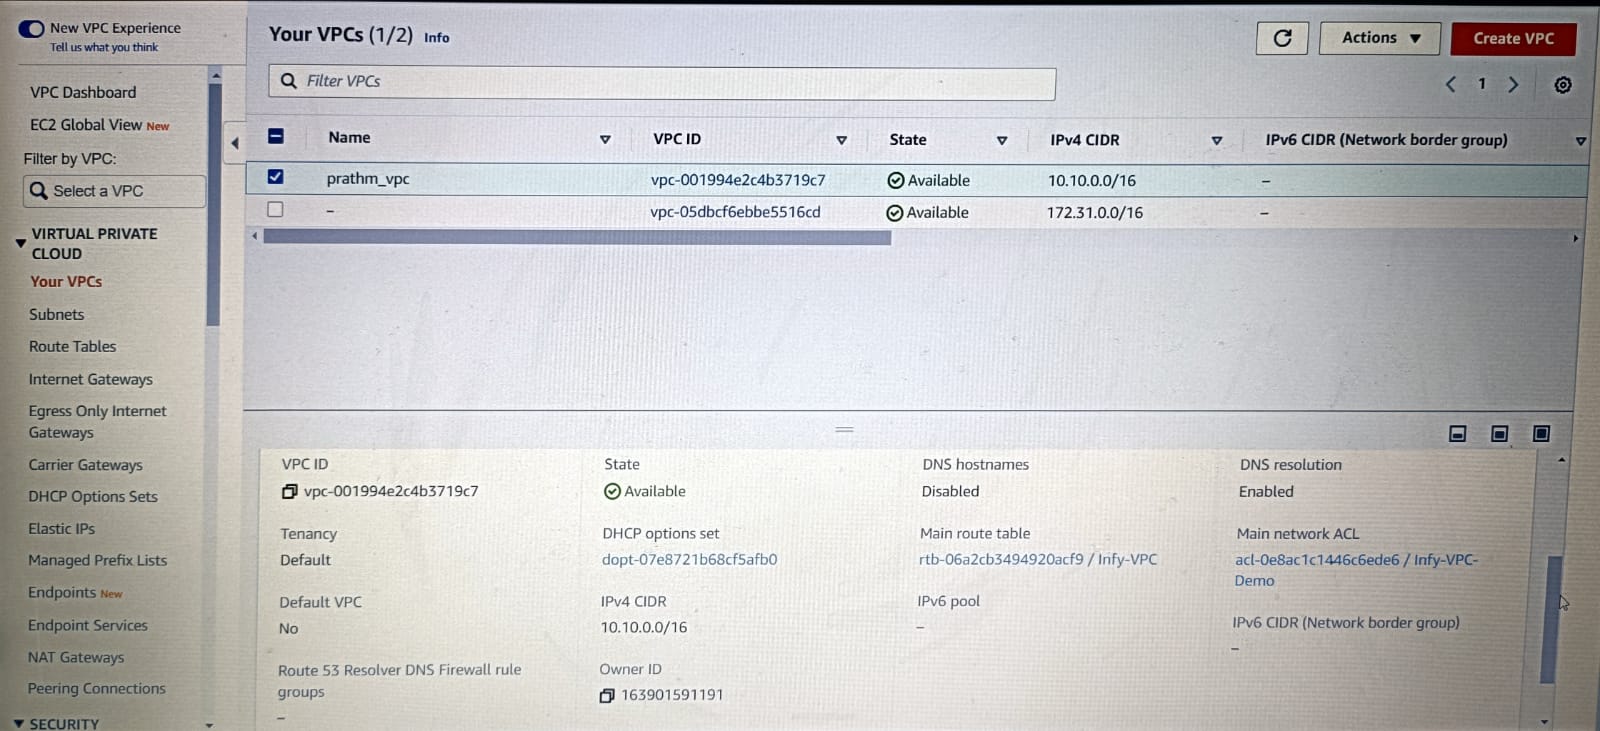 New VPC Experience
Tell us what you think
VPC Dashboard
EC2 Global View New
Filter by VPC:
Select a VPC
VIRTUAL PRIVATE
CLOUD
Your VPCs
Subnets
Route Tables
Internet Gateways
Egress Only Internet
Gateways
Carrier Gateways
DHCP Options Sets
Elastic IPs
Managed Prefix Lists
Endpoints New
Endpoint Services
NAT Gateways
Peering Connections
SECURITY
Your VPCs (1/2) Info
Actions
Create VPC
Filter VPCs
1
Name VPC ID State IPv4 CIDR IPv6 CIDR (Network border group)
prathm_vpc vpc-001994e2c4b3719c7 Available 10.10.0.0/16 –
– vpc-05dbcf6ebbe5516cd Available 172.31.0.0/16 –
VPC ID State DNS hostnames DNS resolution
vpc-001994e2c4b3719c7 Available Disabled Enabled
Tenancy DHCP options set Main route table Main network ACL
Default dopt-07e8721b68cf5afb0 rtb-06a2cb3494920acf9 / Infy-VPC acl-0e8ac1c1446c6ede6 / Infy-VPC-
Demo
Default VPC IPv4 CIDR IPv6 pool
No 10.10.0.0/16 –
IPv6 CIDR (Network border group)
–
Route 53 Resolver DNS Firewall rule
groups
–
Owner ID
163901591191